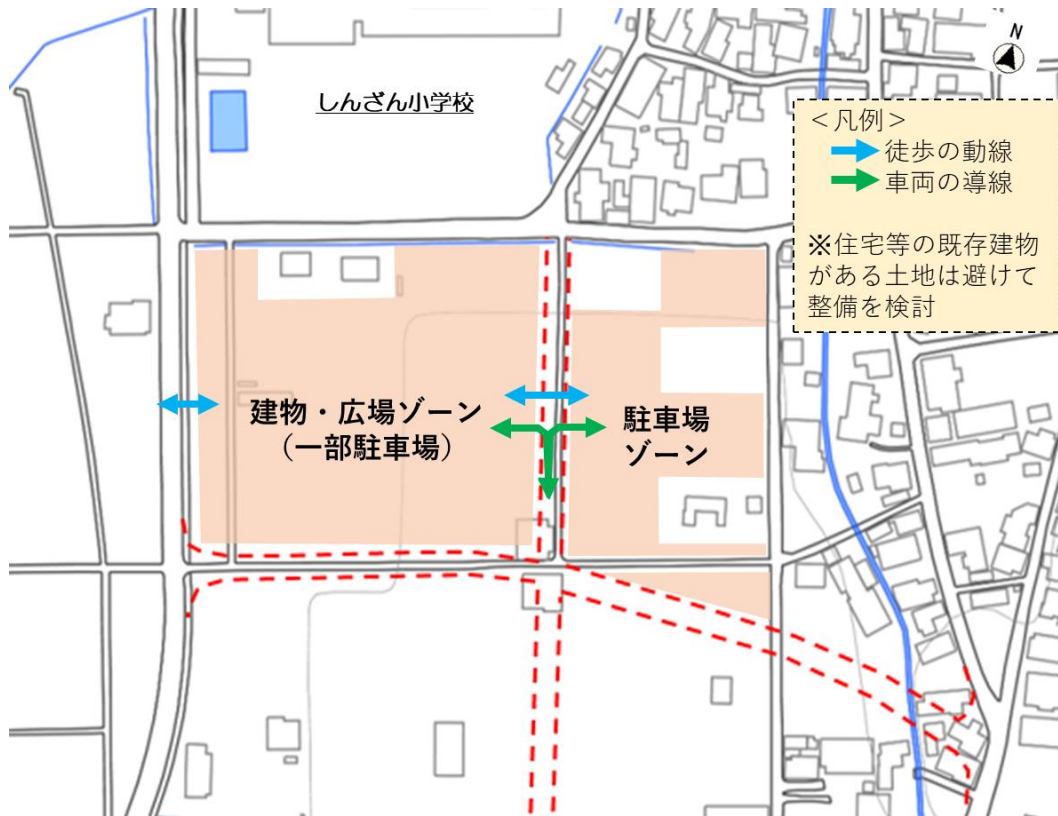 N
しんざん小学校
＜凡例＞
徒歩の動線
車両の導線
※住宅等の既存建物
がある土地は避けて
整備を検討
建物・広場ゾーン
（一部駐車場）
駐車場
ゾーン